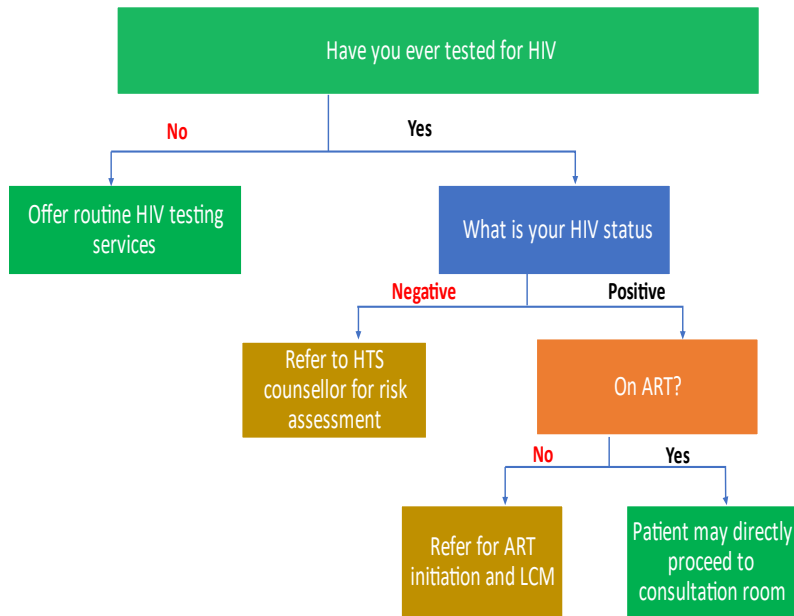 Have you ever tested for HIV
No
Yes
Offer routine HIV testing
services
What is your HIV status
Negative
Positive
Refer to HTS
counsellor for risk
assessment
On ART?
No
Yes
Refer for ART
initiation and LCM
Patient may directly
proceed to
consultation room